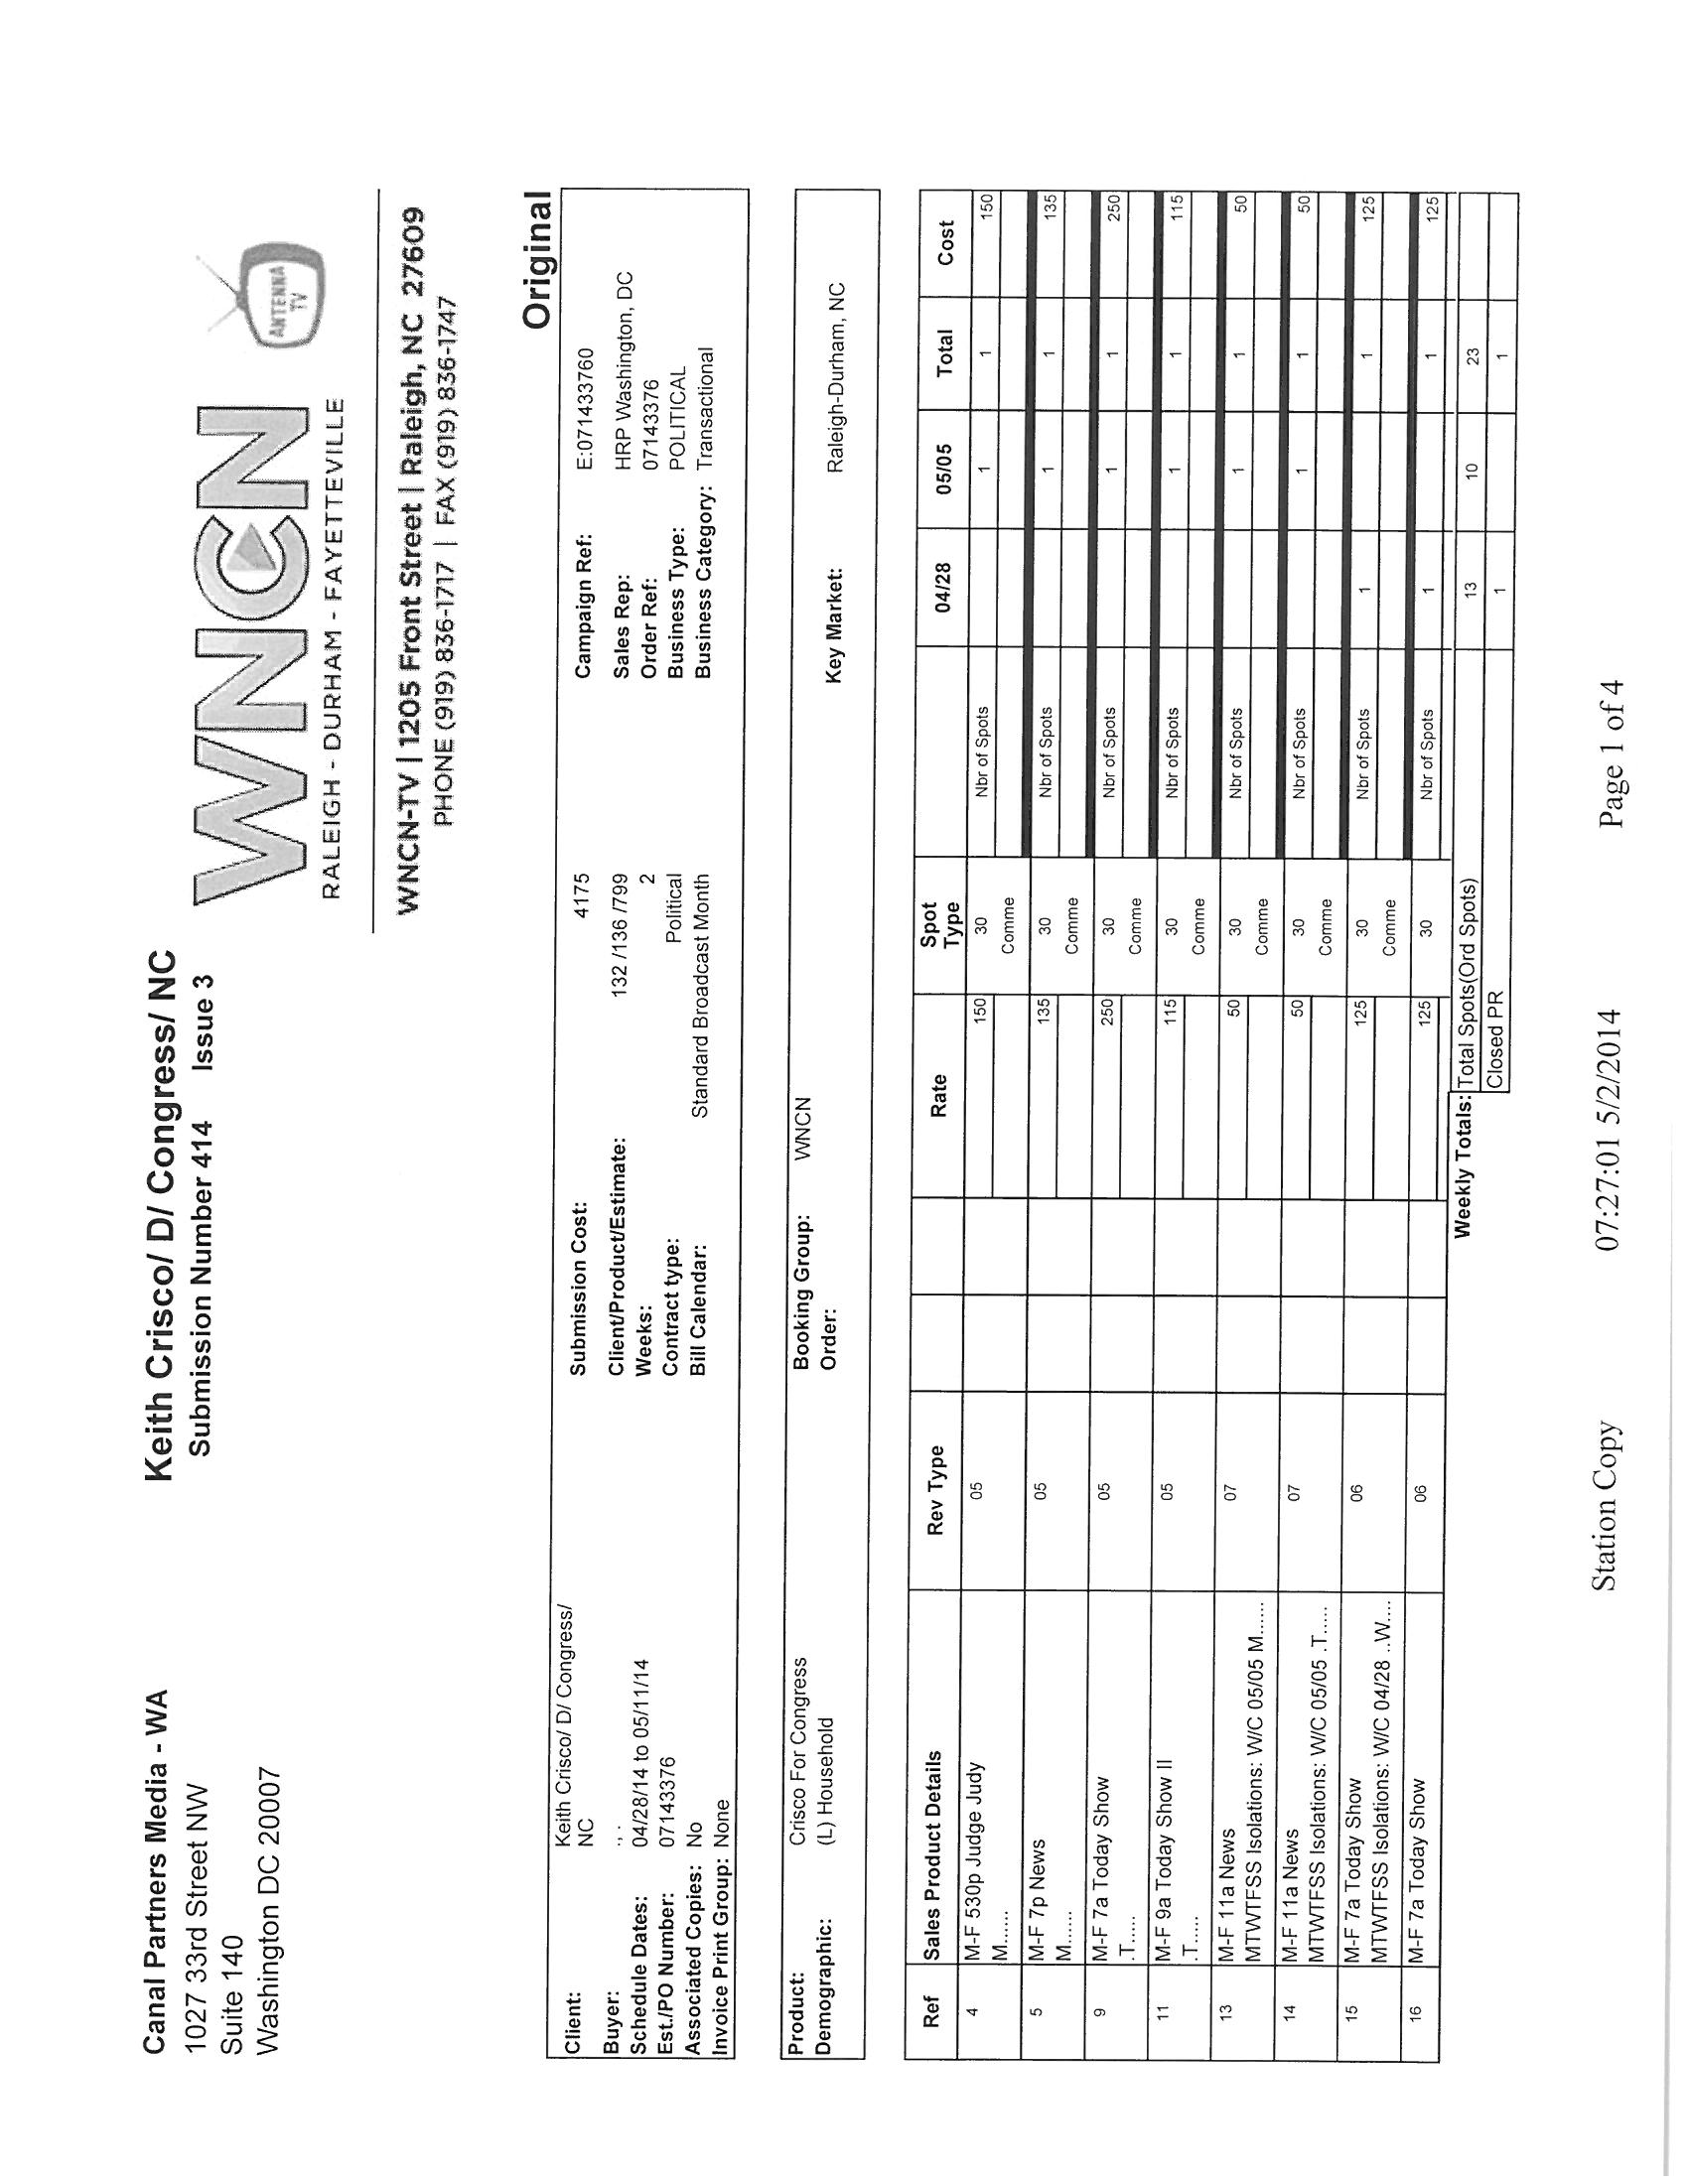 Canal Partners Media - WA
1027 33rd Street NW
Suite 140
Washington DC 20007
Keith Crisco/ D/ Congress/ NC
Submission Number 414 Issue 3
WNCN
ANTENNA TV
RALEIGH - DURHAM - FAYETTEVILLE
WNCN-TV | 1205 Front Street | Raleigh, NC 27609
PHONE (919) 836-1717 | FAX (919) 836-1747
Original
Client: Keith Crisco/ D/ Congress/ NC Submission Cost: 4175 Campaign Ref: E:071433760
Buyer: ., . Client/Product/Estimate: 132 /136 /799 Sales Rep: HRP Washington, DC
Schedule Dates: 04/28/14 to 05/11/14 Weeks: 2 Order Ref: 07143376
Est./PO Number: 07143376 Contract type: Political Business Type: POLITICAL
Associated Copies: No Bill Calendar: Standard Broadcast Month Business Category: Transactional
Invoice Print Group: None
Product: Crisco For Congress Booking Group: WNCN
Demographic: (L) Household Order: Key Market: Raleigh-Durham, NC
Ref Sales Product Details Rev Type Rate Spot Type 04/28 05/05 Total Cost
4 M-F 530p Judge Judy 05 150 30 Nbr of Spots 1 1 150
M...... Comme
5 M-F 7p News 05 135 30 Nbr of Spots 1 1 135
M...... Comme
9 M-F 7a Today Show 05 250 30 Nbr of Spots 1 1 250
.T..... Comme
11 M-F 9a Today Show II 05 115 30 Nbr of Spots 1 1 115
.T..... Comme
13 M-F 11a News 07 50 30 Nbr of Spots 1 1 50
MTWTFSS Isolations: W/C 05/05 M...... Comme
14 M-F 11a News 07 50 30 Nbr of Spots 1 1 50
MTWTFSS Isolations: W/C 05/05 .T..... Comme
15 M-F 7a Today Show 06 125 30 Nbr of Spots 1 1 125
MTWTFSS Isolations: W/C 04/28 ..W.... Comme
16 M-F 7a Today Show 06 125 30 Nbr of Spots 1 1 125
Weekly Totals: Total Spots(Ord Spots) 13 10 23
Closed PR 1 1
Station Copy 07:27:01 5/2/2014 Page 1 of 4